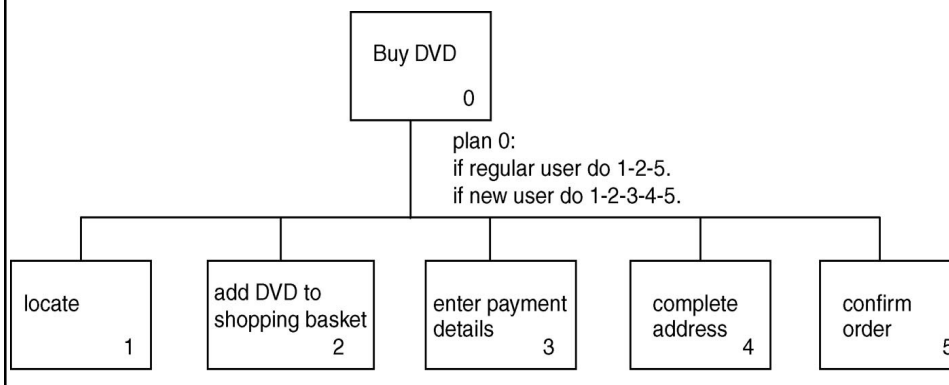 Buy DVD
0
plan 0:
if regular user do 1-2-5.
if new user do 1-2-3-4-5.
locate
1
add DVD to
shopping basket
2
enter payment
details
3
complete
address
4
confirm
order
5